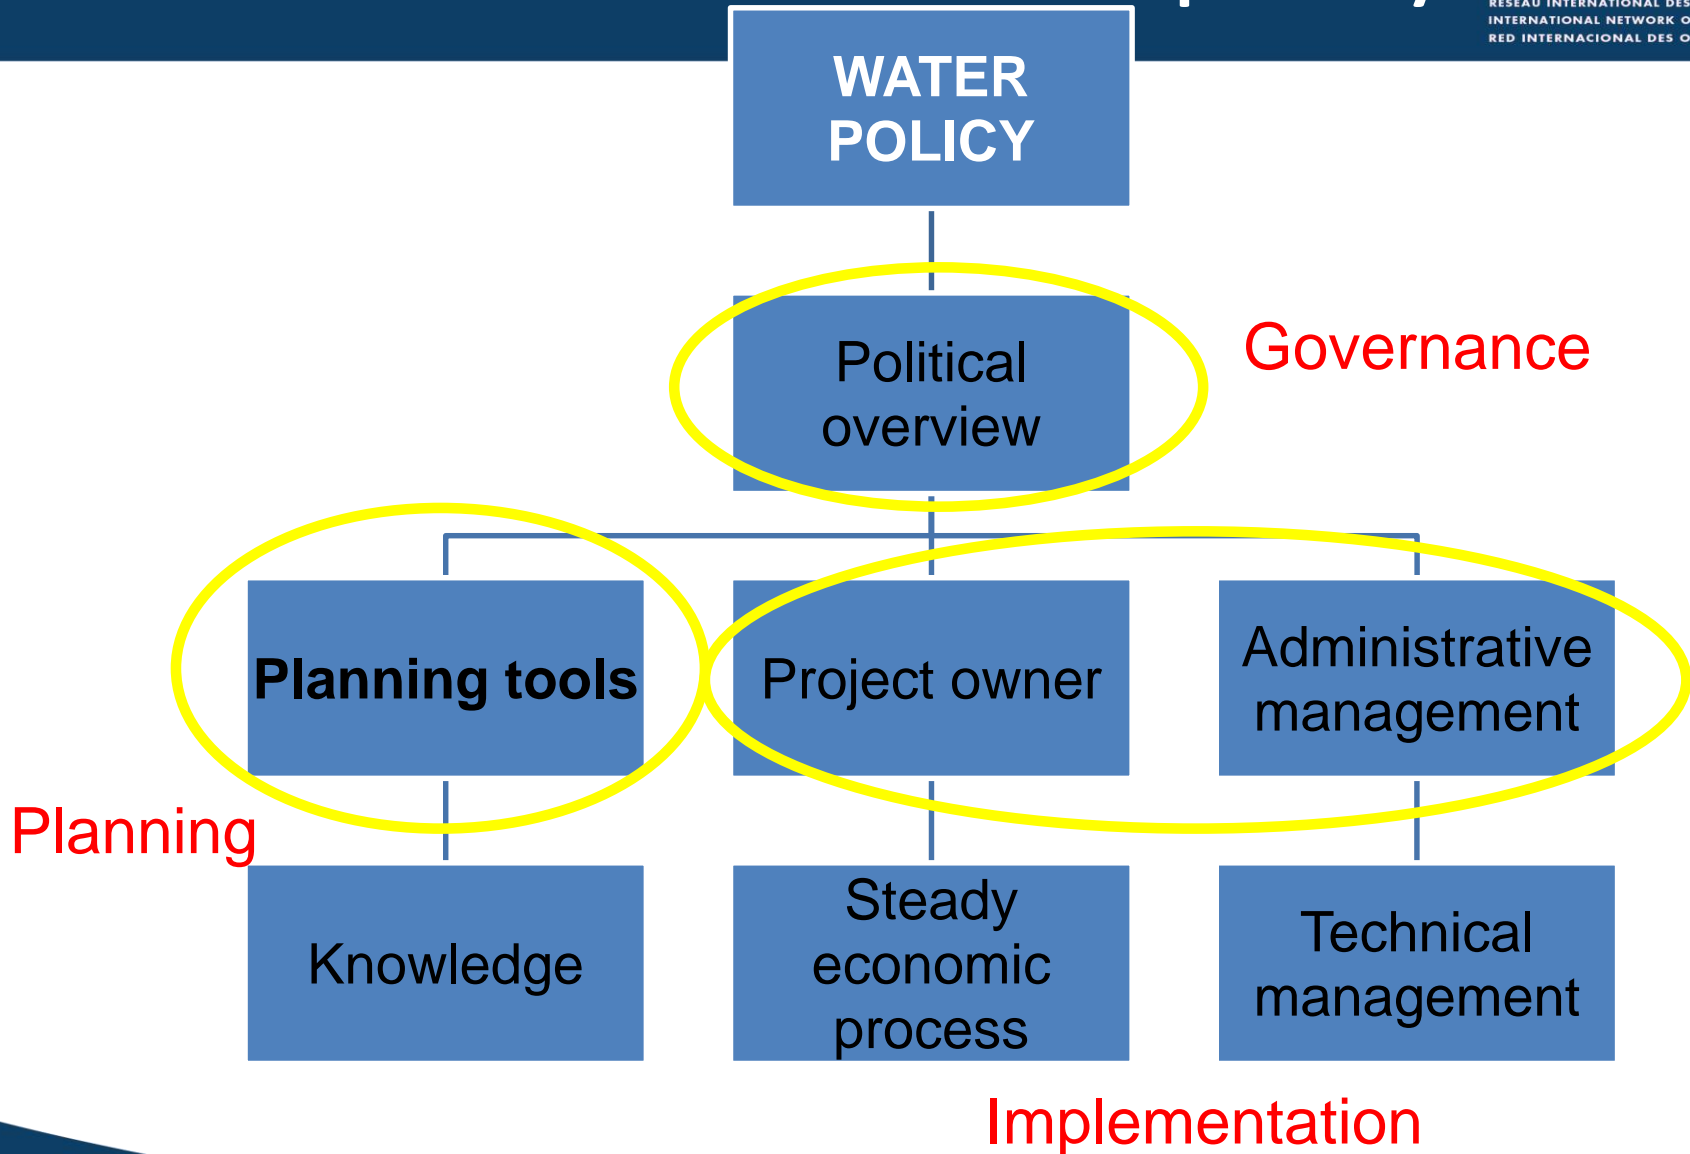 RESEAU INTERNATIONAL DES
INTERNATIONAL NETWORK O
RED INTERNACIONAL DES O
WATER
POLICY
Political
overview
Governance
Planning tools
Project owner
Administrative
management
Planning
Knowledge
Steady
economic
process
Technical
management
Implementation